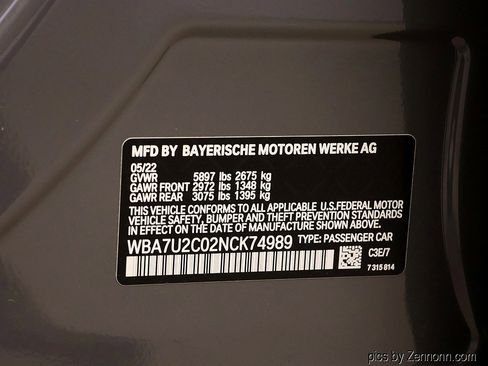 MFD BY BAYERISCHE MOTOREN WERKE AG
05/22
GVWR 5897 lbs 2675 kg
GAWR FRONT 2972 lbs 1348 kg
GAWR REAR 3075 lbs 1395 kg
THIS VEHICLE CONFORMS TO ALL APPLICABLE U.S.FEDERAL MOTOR
VEHICLE SAFETY, BUMPER AND THEFT PREVENTION STANDARDS
IN EFFECT ON THE DATE OF MANUFACTURE SHOWN ABOVE.
WBA7U2C02NCK74989 TYPE: PASSENGER CAR
C3E/7
7315814
pics by Zennonn.com